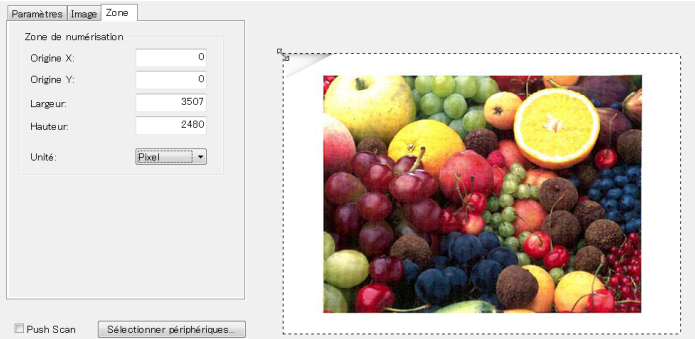 Paramètres Image Zone
Zone de numérisation
Origine X: 0
Origine Y: 0
Largeur: 3507
Hauteur: 2480
Unité: Pixel
Push Scan Sélectionner périphériques...